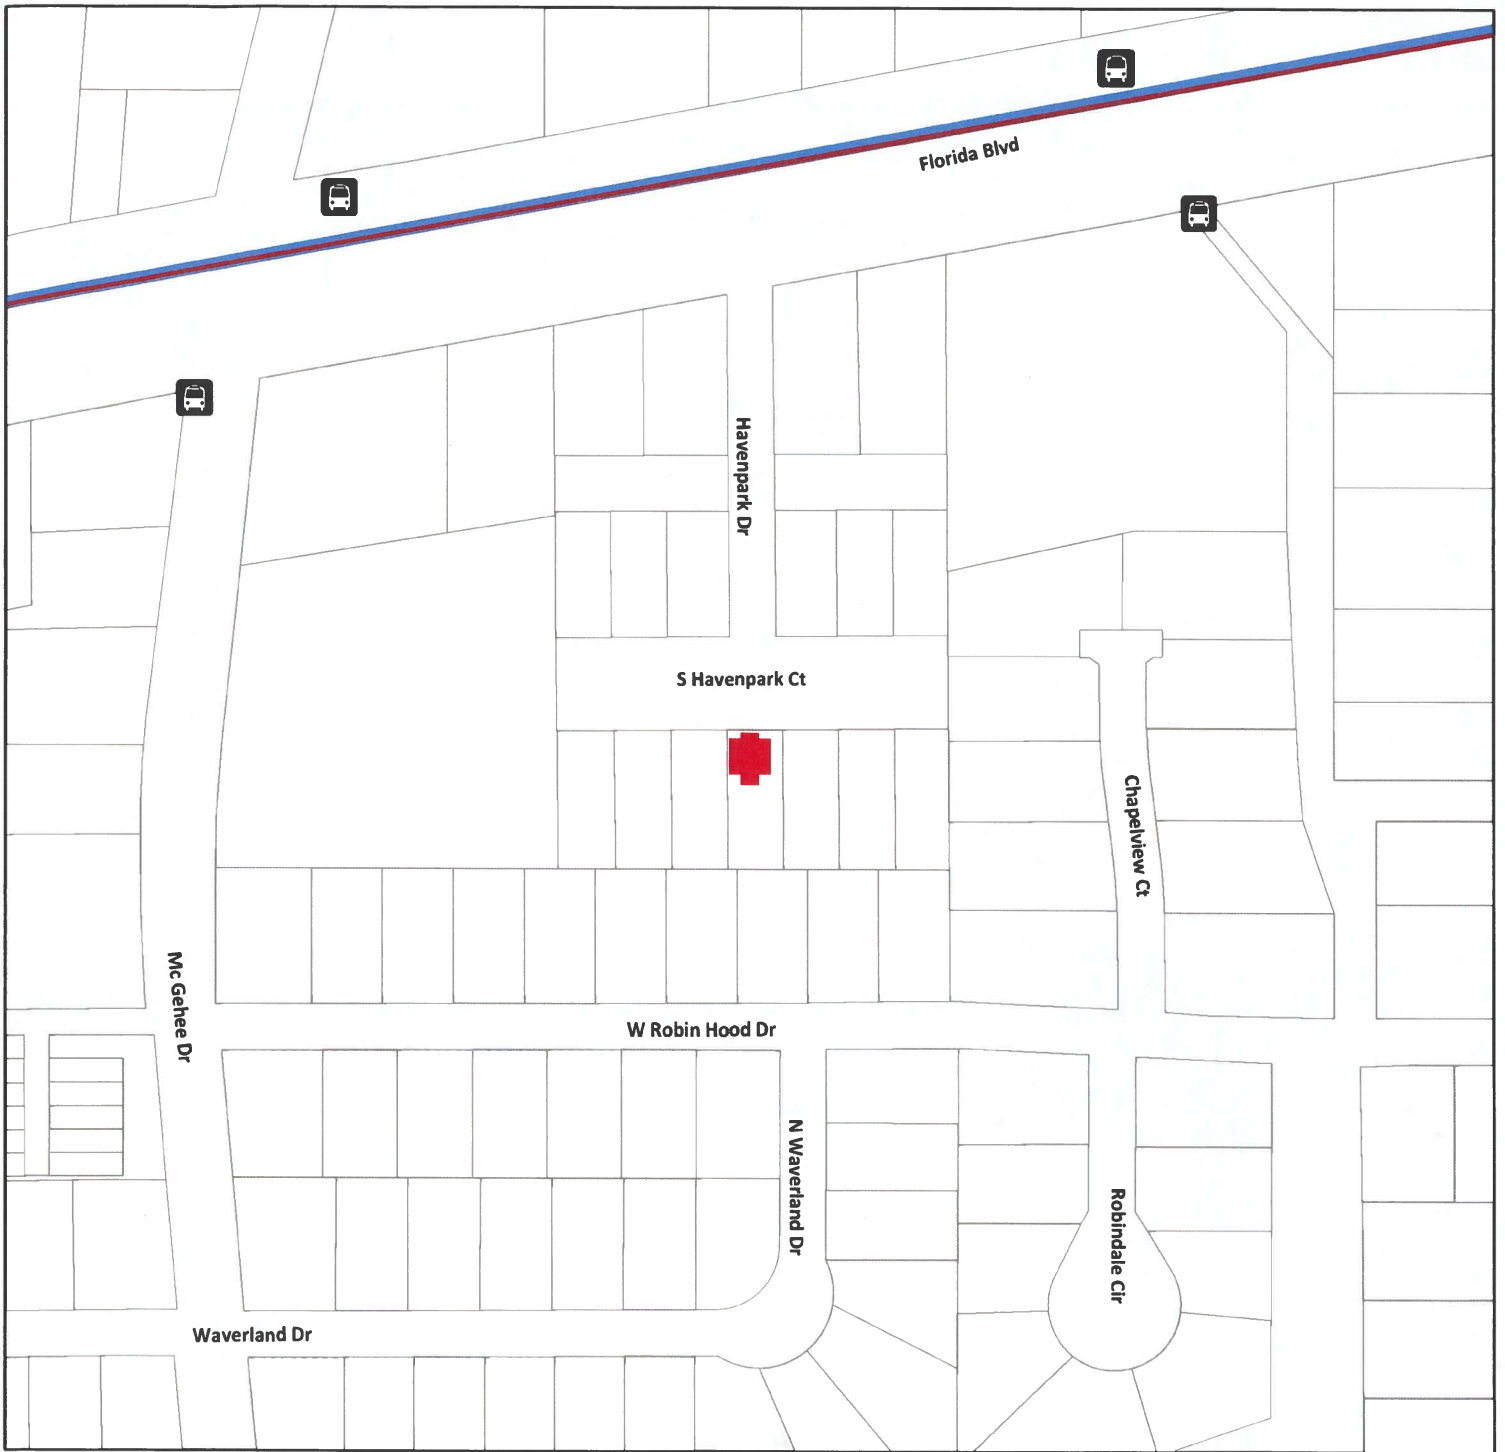 Florida Blvd
Havenpark Dr
S Havenpark Ct
Chapelview Ct
Mc Gehee Dr
W Robin Hood Dr
N Waverland Dr
Robindale Cir
Waverland Dr